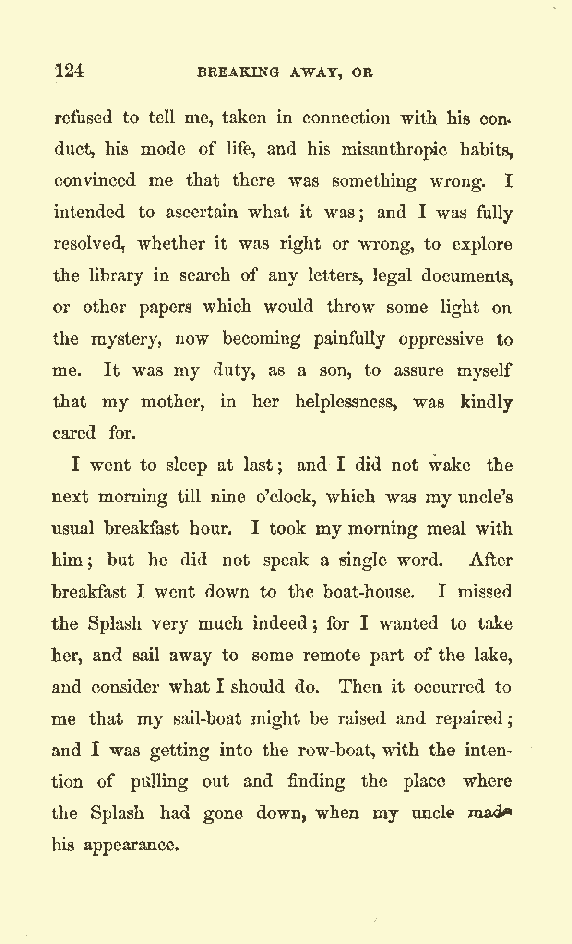 124 BREAKING AWAY, OR
refused to tell me, taken in connection with his con-
duct, his mode of life, and his misanthropic habits,
convinced me that there was something wrong. I
intended to ascertain what it was; and I was fully
resolved, whether it was right or wrong, to explore
the library in search of any letters, legal documents,
or other papers which would throw some light on
the mystery, now becoming painfully oppressive to
me. It was my duty, as a son, to assure myself
that my mother, in her helplessness, was kindly
cared for.
I went to sleep at last; and I did not wake the
next morning till nine o'clock, which was my uncle's
usual breakfast hour. I took my morning meal with
him; but he did not speak a single word. After
breakfast I went down to the boat-house. I missed
the Splash very much indeed; for I wanted to take
her, and sail away to some remote part of the lake,
and consider what I should do. Then it occurred to
me that my sail-boat might be raised and repaired;
and I was getting into the row-boat, with the inten-
tion of pulling out and finding the place where
the Splash had gone down, when my uncle made
his appearance.